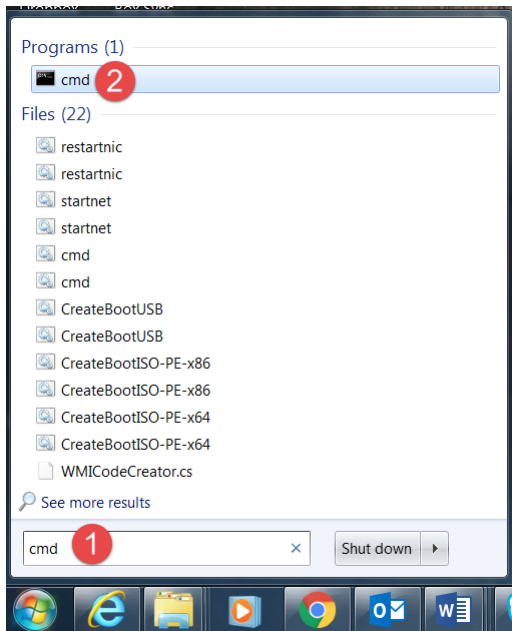 Programs (1)
cmd 2
Files (22)
restartnic
restartnic
startnet
startnet
cmd
cmd
CreateBootUSB
CreateBootUSB
CreateBootISO-PE-x86
CreateBootISO-PE-x86
CreateBootISO-PE-x64
CreateBootISO-PE-x64
WMICodeCreator.cs
See more results
cmd 1 × Shut down